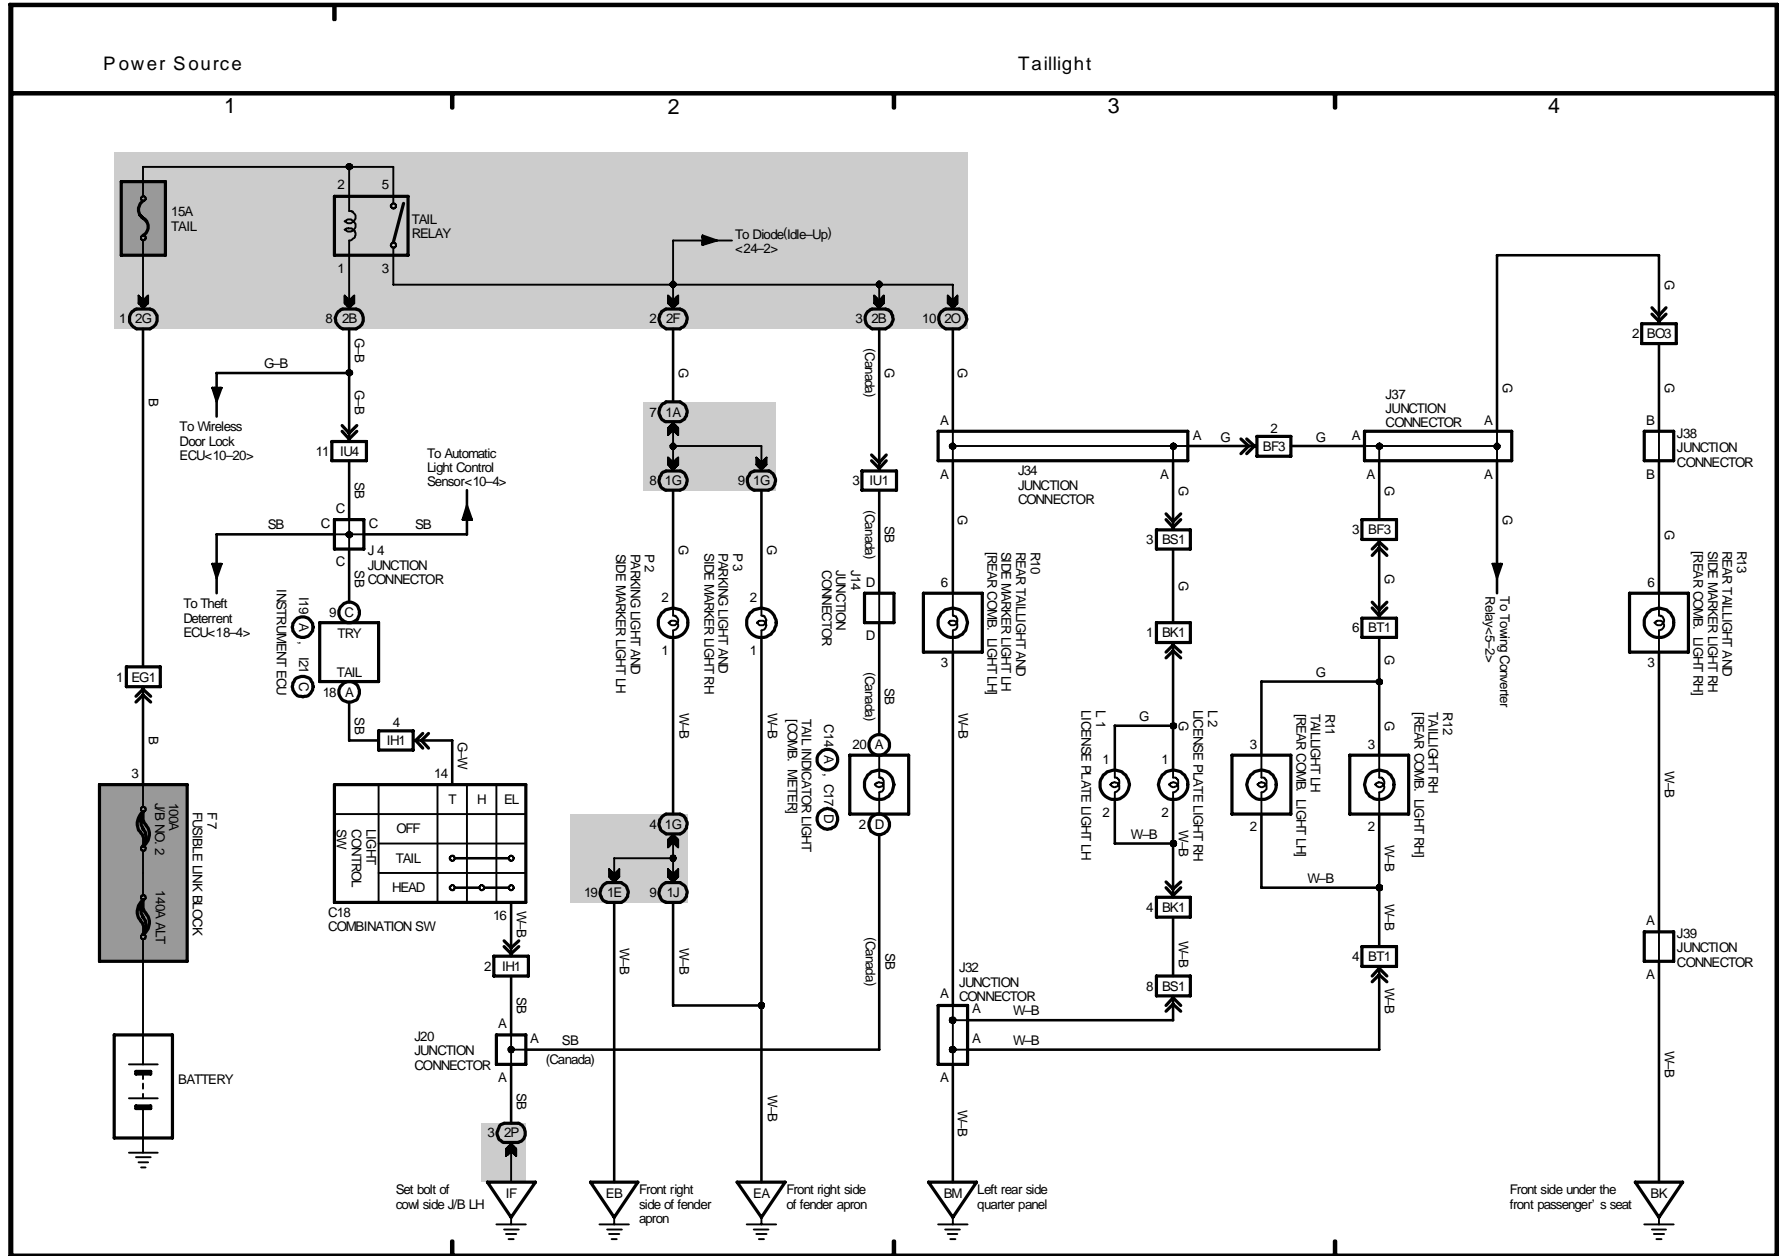 Power Source
Taillight
1
2
3
4
15A
TAIL
2
5
TAIL
RELAY
1
3
To Diode(Idle–Up)
<24–2>
1
2G
8
2B
2
2F
3
2B
10
2O
G–B
G–B
G–B
To Wireless
Door Lock
ECU<10–20>
11
IU4
To Automatic
Light Control
Sensor<10–4>
SB
C
SB
C
C
SB
C
J 4
JUNCTION
CONNECTOR
SB
To Theft
Deterrent
ECU<18–4>
9
C
TRY
TAIL
18
A
I19
A
, I21
C
INSTRUMENT ECU
SB
4
IH1
G–W
14
T
H
EL
OFF
TAIL
HEAD
LIGHT
CONTROL
SW
C18
COMBINATION SW
16
W–B
2
IH1
SB
J20
JUNCTION
CONNECTOR
A
A
SB
(Canada)
A
SB
3
2P
Set bolt of
cowl side J/B LH
IF
B
1
EG1
B
3
100A
J/B NO. 2
140A ALT
F 7
FUSIBLE LINK BLOCK
BATTERY
G
7
1A
8
1G
9
1G
G
G
P 2
PARKING LIGHT AND
SIDE MARKER LIGHT LH
P 3
PARKING LIGHT AND
SIDE MARKER LIGHT RH
2
1
2
1
W–B
W–B
4
1G
19
1E
9
1J
W–B
W–B
W–B
EB
Front right
side of fender
apron
EA
Front right side
of fender apron
(Canada)
G
3
IU1
SB
(Canada)
J14
JUNCTION
CONNECTOR
D
D
SB
(Canada)
20
A
2
D
C14
A
, C17
D
TAIL INDICATOR LIGHT
[COMB. METER]
SB
(Canada)
G
A
A
J34
JUNCTION
CONNECTOR
A
G
2
BF3
G
A
A
G
R10
REAR TAILLIGHT AND
SIDE MARKER LIGHT LH
[REAR COMB. LIGHT LH]
6
3
W–B
G
3
BS1
G
1
BK1
G
G
L 1
LICENSE PLATE LIGHT LH
L 2
LICENSE PLATE LIGHT RH
1
2
1
2
W–B
W–B
4
BK1
W–B
8
BS1
J32
JUNCTION
CONNECTOR
A
A
W–B
A
W–B
A
W–B
BM
Left rear side
quarter panel
J37
JUNCTION
CONNECTOR
A
A
A
G
G
3
BF3
G
6
BT1
G
G
G
R11
TAILLIGHT LH
[REAR COMB. LIGHT LH]
R12
TAILLIGHT RH
[REAR COMB. LIGHT RH]
3
2
3
2
W–B
W–B
W–B
4
BT1
W–B
G
To Towing Converter
Relay<5–2>
G
2
BO3
G
B
J38
JUNCTION
CONNECTOR
B
G
R13
REAR TAILLIGHT AND
SIDE MARKER LIGHT RH
[REAR COMB. LIGHT RH]
6
3
W–B
A
J39
JUNCTION
CONNECTOR
A
W–B
Front side under the
front passenger' s seat
BK